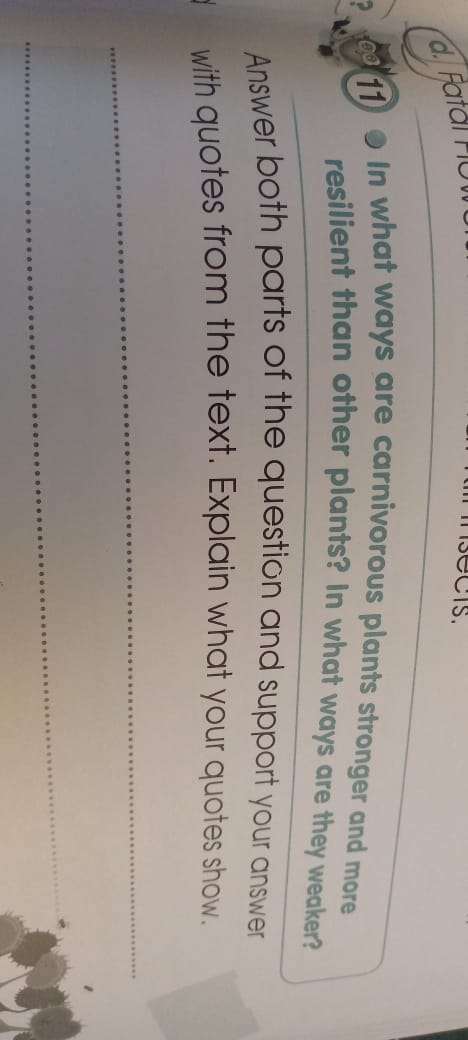 d. Fatal
insects.
11 In what ways are carnivorous plants stronger and more
resilient than other plants? In what ways are they weaker?
Answer both parts of the question and support your answer
with quotes from the text. Explain what your quotes show.